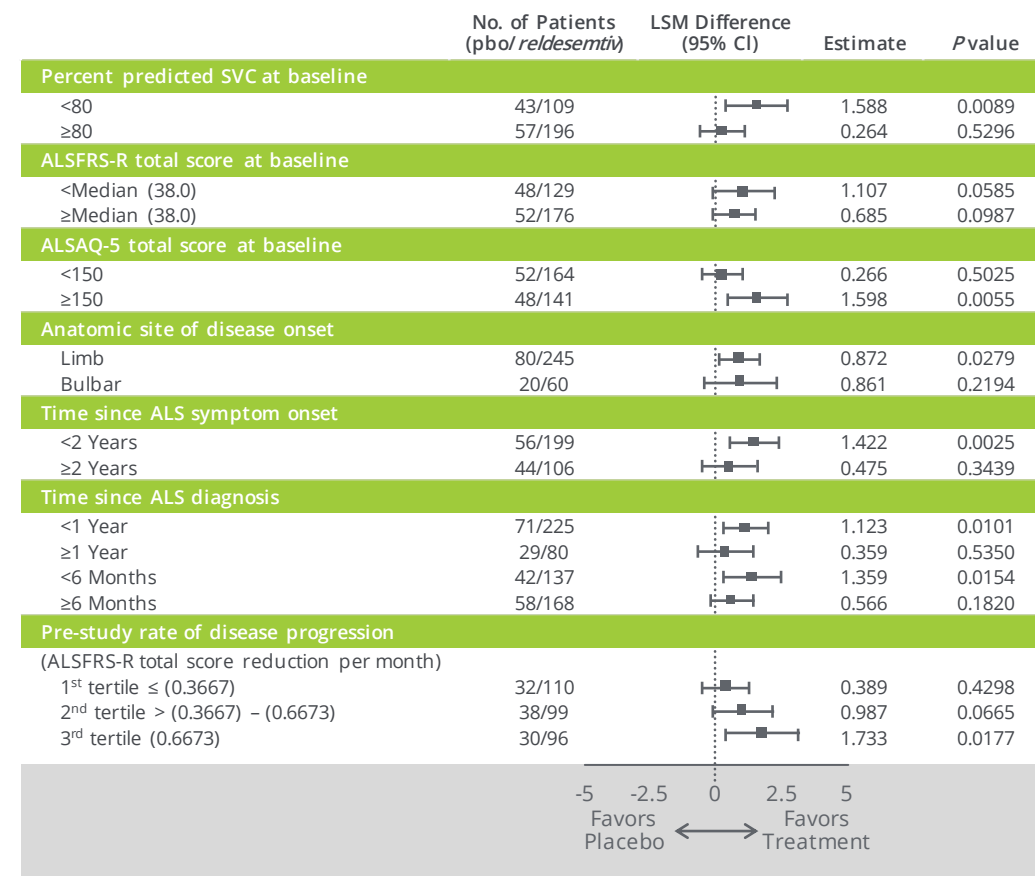 No. of Patients LSM Difference
(pbo/reldesemtiv) (95% CI) Estimate P value
Percent predicted SVC at baseline
<80 43/109 1.588 0.0089
≥80 57/196 0.264 0.5296
ALSFRS-R total score at baseline
<Median (38.0) 48/129 1.107 0.0585
≥Median (38.0) 52/176 0.685 0.0987
ALSAQ-5 total score at baseline
<150 52/164 0.266 0.5025
≥150 48/141 1.598 0.0055
Anatomic site of disease onset
Limb 80/245 0.872 0.0279
Bulbar 20/60 0.861 0.2194
Time since ALS symptom onset
<2 Years 56/199 1.422 0.0025
≥2 Years 44/106 0.475 0.3439
Time since ALS diagnosis
<1 Year 71/225 1.123 0.0101
≥1 Year 29/80 0.359 0.5350
<6 Months 42/137 1.359 0.0154
≥6 Months 58/168 0.566 0.1820
Pre-study rate of disease progression
(ALSFRS-R total score reduction per month)
1st tertile ≤ (0.3667) 32/110 0.389 0.4298
2nd tertile > (0.3667) – (0.6673) 38/99 0.987 0.0665
3rd tertile (0.6673) 30/96 1.733 0.0177
-5 -2.5 0 2.5 5
Favors Favors
Placebo Treatment